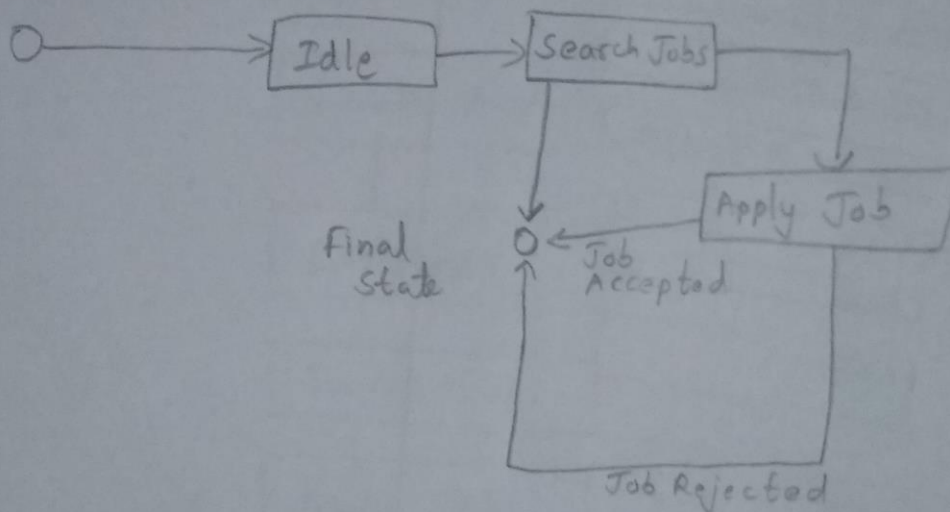 Idle
Search Jobs
Apply Job
Final
State
Job
Accepted
Job Rejected